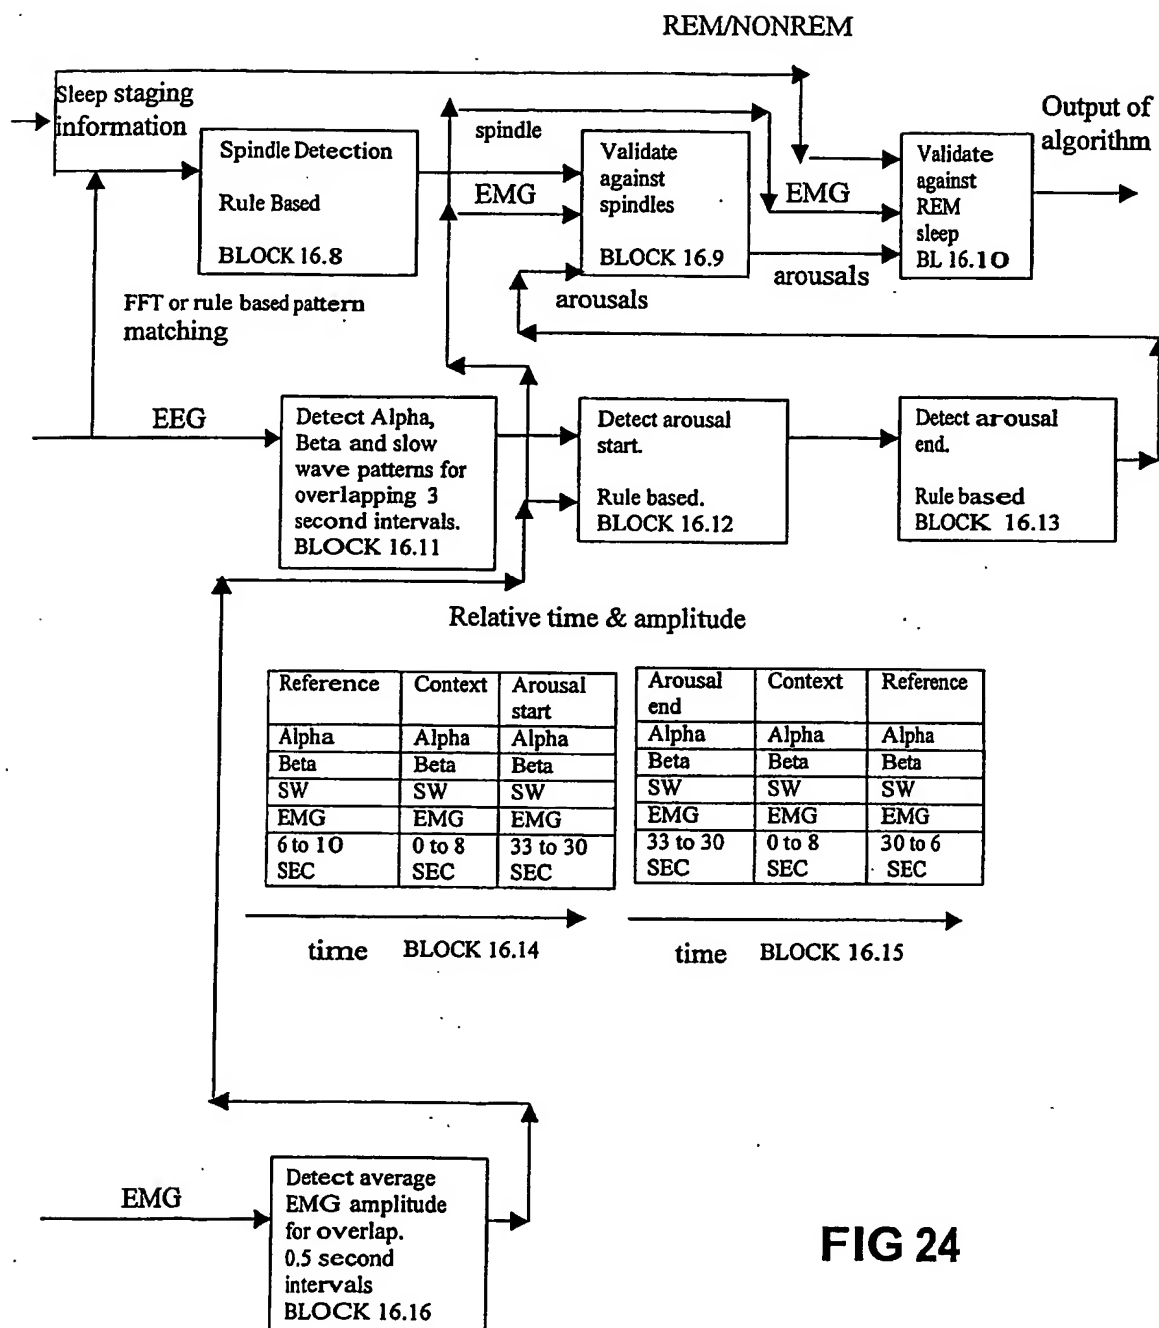 REM/NONREM
Sleep staging
information
Spindle Detection
Rule Based
BLOCK 16.8
spindle
EMG
Validate
against
spindles
BLOCK 16.9
EMG
arousals
Validate
against
REM
sleep
BL 16.10
Output of
algorithm
arousals
FFT or rule based pattern
matching
EEG
Detect Alpha,
Beta and slow
wave patterns for
overlapping 3
second intervals.
BLOCK 16.11
Detect arousal
start.
Rule based.
BLOCK 16.12
Detect arousal
end.
Rule based
BLOCK 16.13
Relative time & amplitude
Reference Context Arousal
start
Alpha Alpha Alpha
Beta Beta Beta
SW SW SW
EMG EMG EMG
6 to 10 0 to 8 33 to 30
SEC SEC SEC
time BLOCK 16.14
Arousal Context Reference
end
Alpha Alpha Alpha
Beta Beta Beta
SW SW SW
EMG EMG EMG
33 to 30 0 to 8 30 to 6
SEC SEC SEC
time BLOCK 16.15
EMG
Detect average
EMG amplitude
for overlap.
0.5 second
intervals
BLOCK 16.16
FIG 24